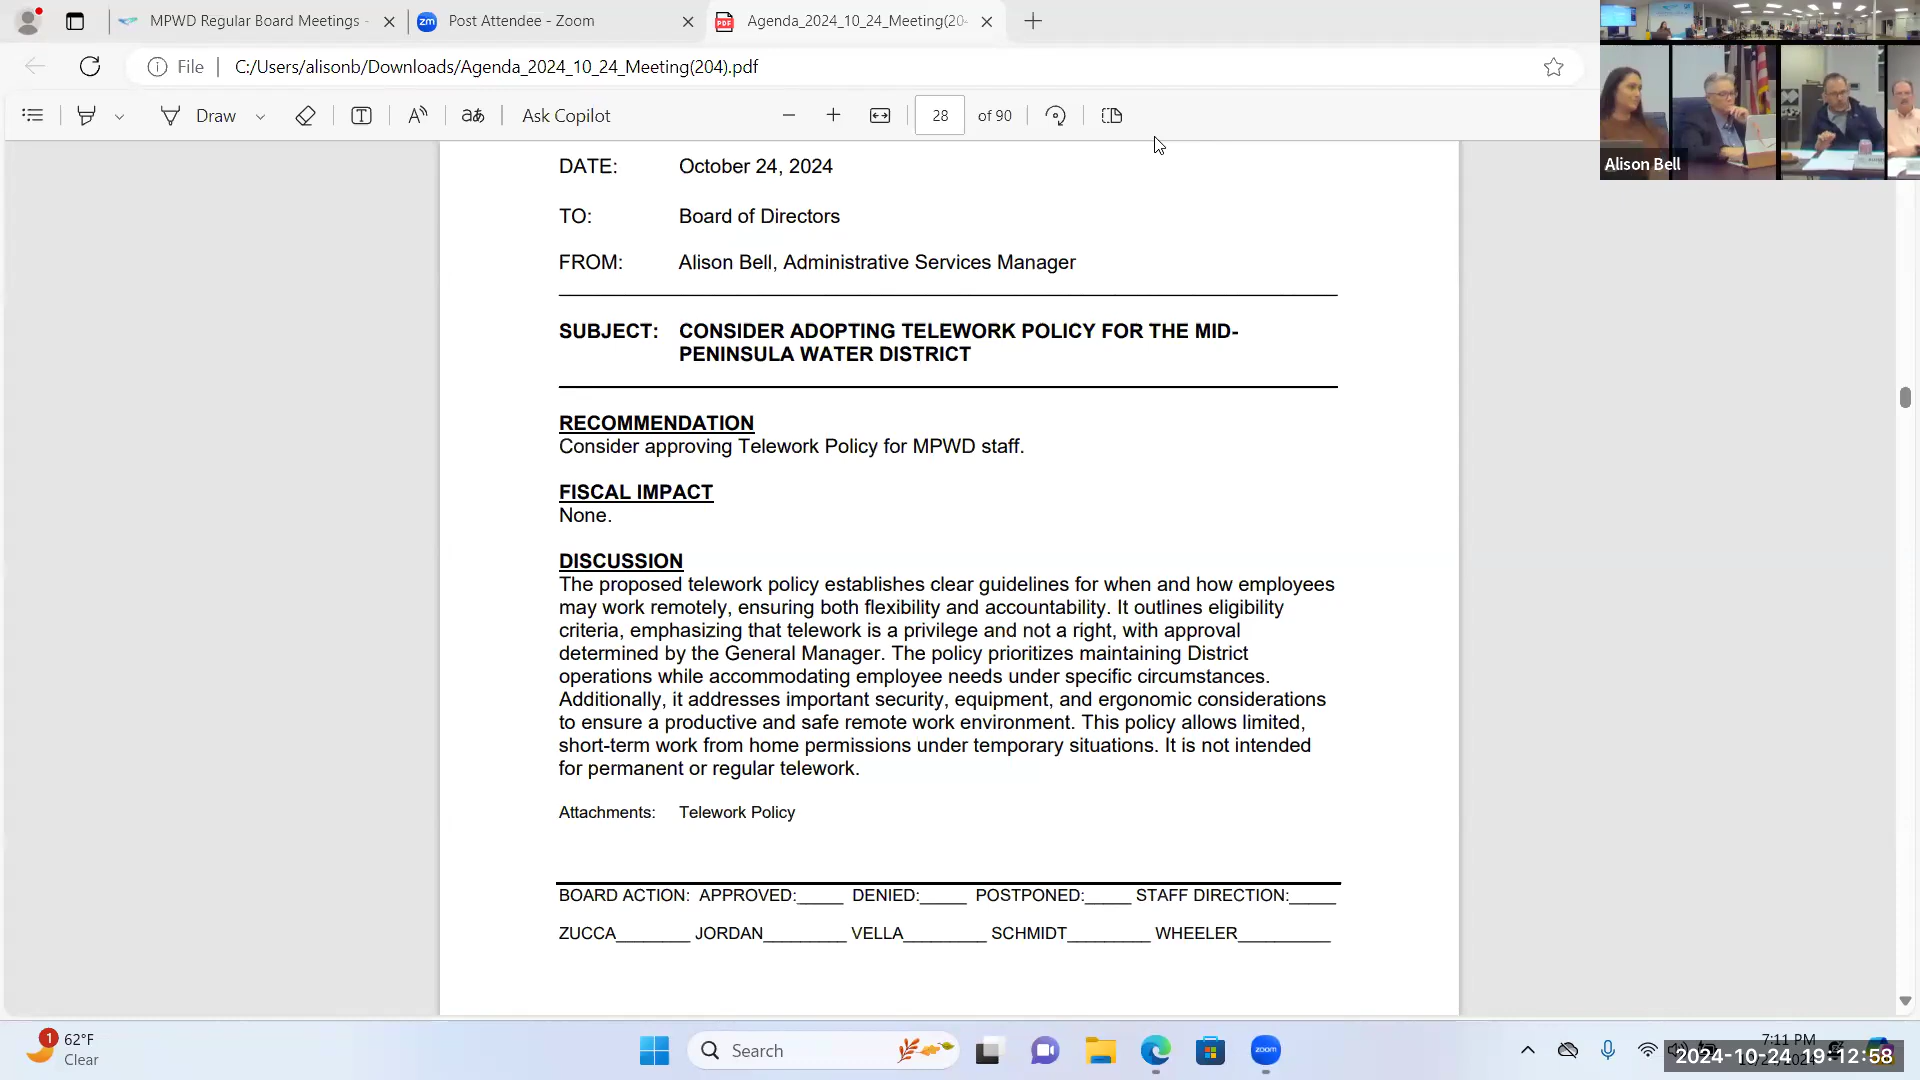 MPWD Regular Board Meetings -
Post Attendee - Zoom
Agenda_2024_10_24_Meeting(20
File
C:/Users/alisonb/Downloads/Agenda_2024_10_24_Meeting(204).pdf
Draw
Ask Copilot
28 of 90
Alison Bell
DATE: October 24, 2024
TO: Board of Directors
FROM: Alison Bell, Administrative Services Manager
SUBJECT: CONSIDER ADOPTING TELEWORK POLICY FOR THE MID-
PENINSULA WATER DISTRICT
RECOMMENDATION
Consider approving Telework Policy for MPWD staff.
FISCAL IMPACT
None.
DISCUSSION
The proposed telework policy establishes clear guidelines for when and how employees
may work remotely, ensuring both flexibility and accountability. It outlines eligibility
criteria, emphasizing that telework is a privilege and not a right, with approval
determined by the General Manager. The policy prioritizes maintaining District
operations while accommodating employee needs under specific circumstances.
Additionally, it addresses important security, equipment, and ergonomic considerations
to ensure a productive and safe remote work environment. This policy allows limited,
short-term work from home permissions under temporary situations. It is not intended
for permanent or regular telework.
Attachments: Telework Policy
BOARD ACTION: APPROVED:_____ DENIED:_____ POSTPONED:_____ STAFF DIRECTION:_____
ZUCCA________ JORDAN_________ VELLA_________ SCHMIDT_________ WHEELER__________
1
62°F
Clear
Search
zoom
7:11 PM
2024-10-24 19:12:58